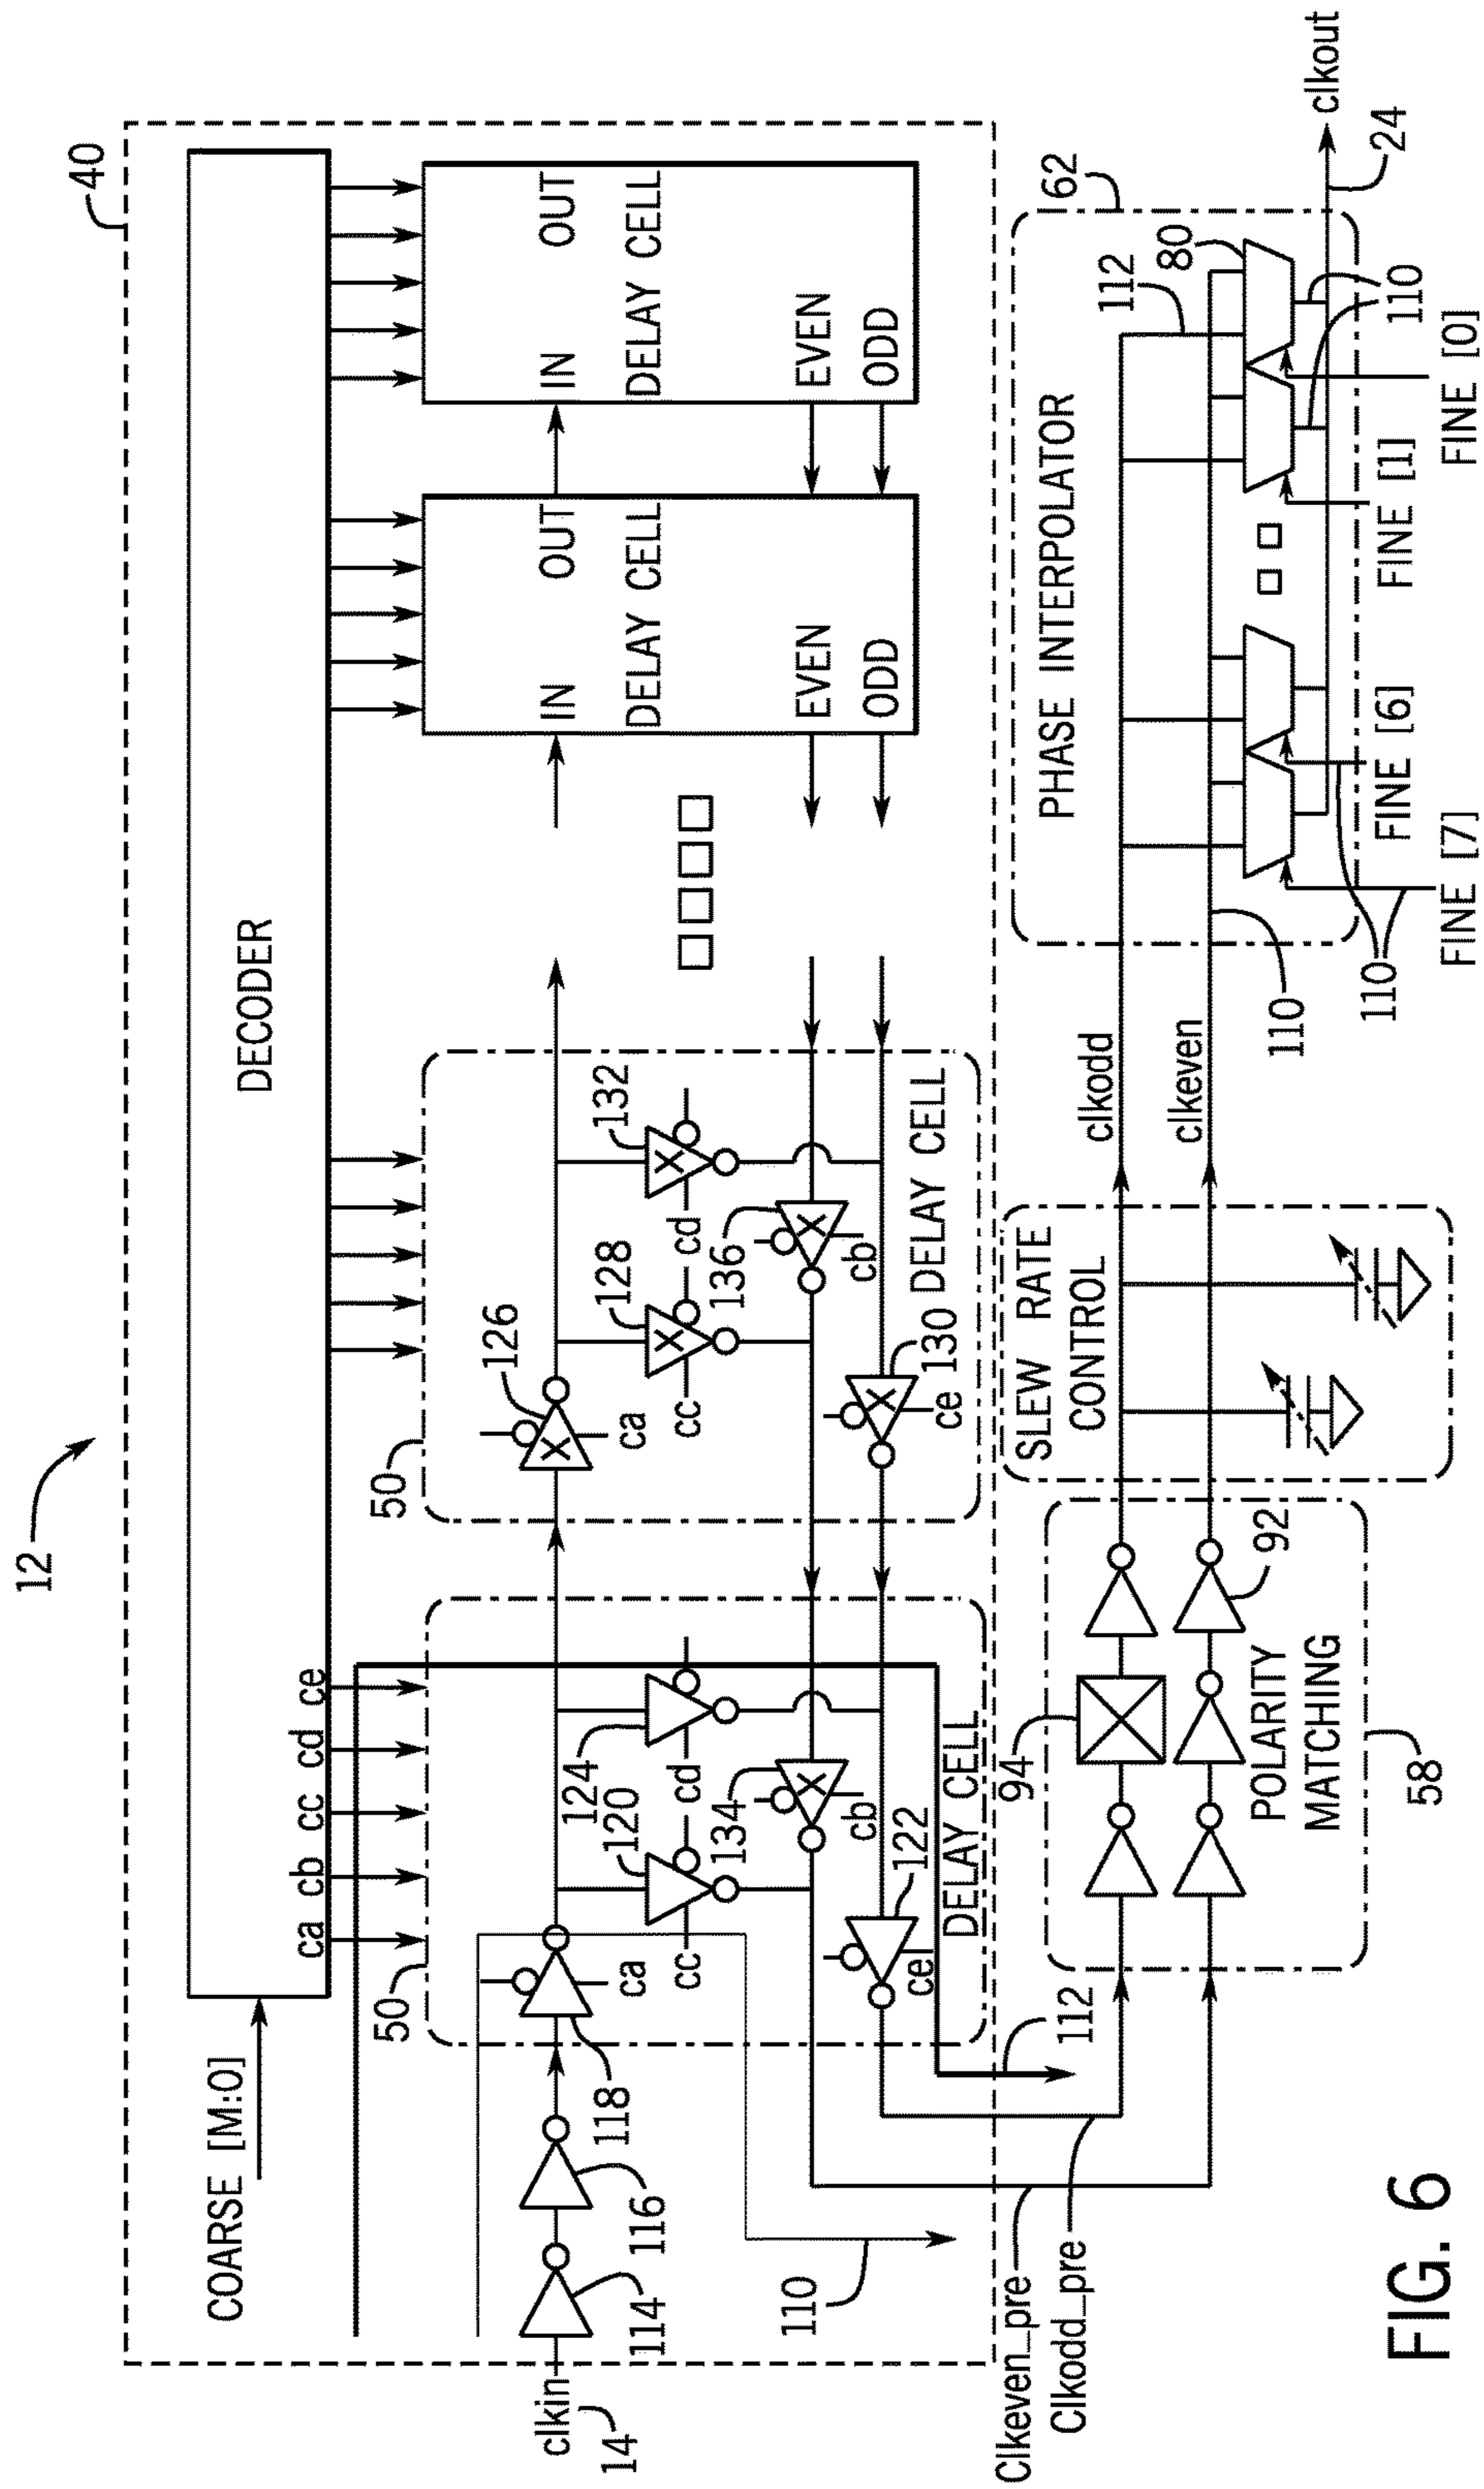 12
40
COARSE [M:0]
DECODER
ca cb cc cd ce
50
50
clkin
14
114
116
118
ca
120
cc
124
cd
134
cb
122
ce
DELAY CELL
126
ca
128
cc
132
cd
136
cb
130
ce
DELAY CELL
IN OUT
DELAY CELL
EVEN
ODD
IN OUT
DELAY CELL
EVEN
ODD
110
112
Clkeven_pre
Clkodd_pre
94
92
POLARITY
MATCHING
58
SLEW RATE
CONTROL
clkodd
clkeven
110
PHASE INTERPOLATOR
62
112
80
clkout
24
110
110
FINE [7]
FINE [6]
FINE [1]
FINE [0]
FIG. 6